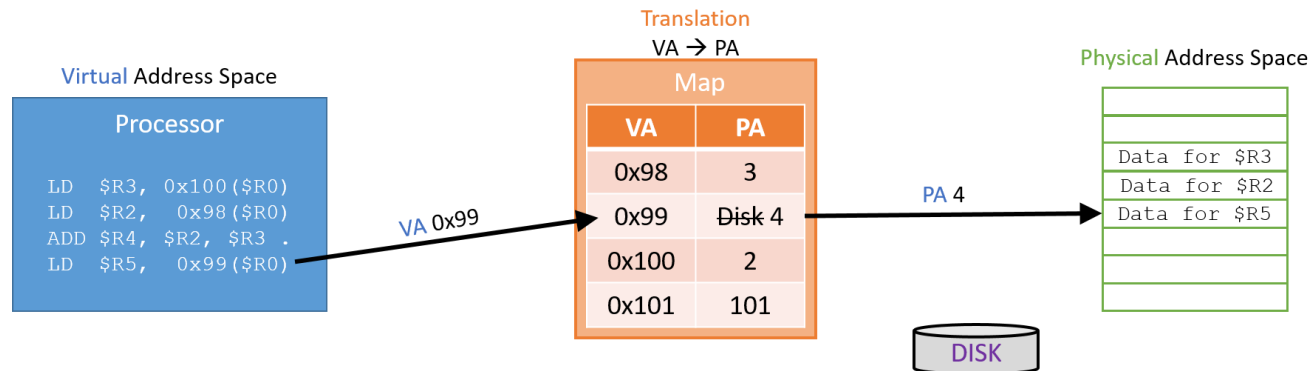 Translation
VA → PA
Virtual Address Space
Physical Address Space
Processor
LD $R3, 0x100($R0)
LD $R2, 0x98($R0)
ADD $R4, $R2, $R3 .
LD $R5, 0x99($R0)
VA 0x99
Map
VA PA
0x98 3
0x99 Disk 4
0x100 2
0x101 101
PA 4
Data for $R3
Data for $R2
Data for $R5
DISK